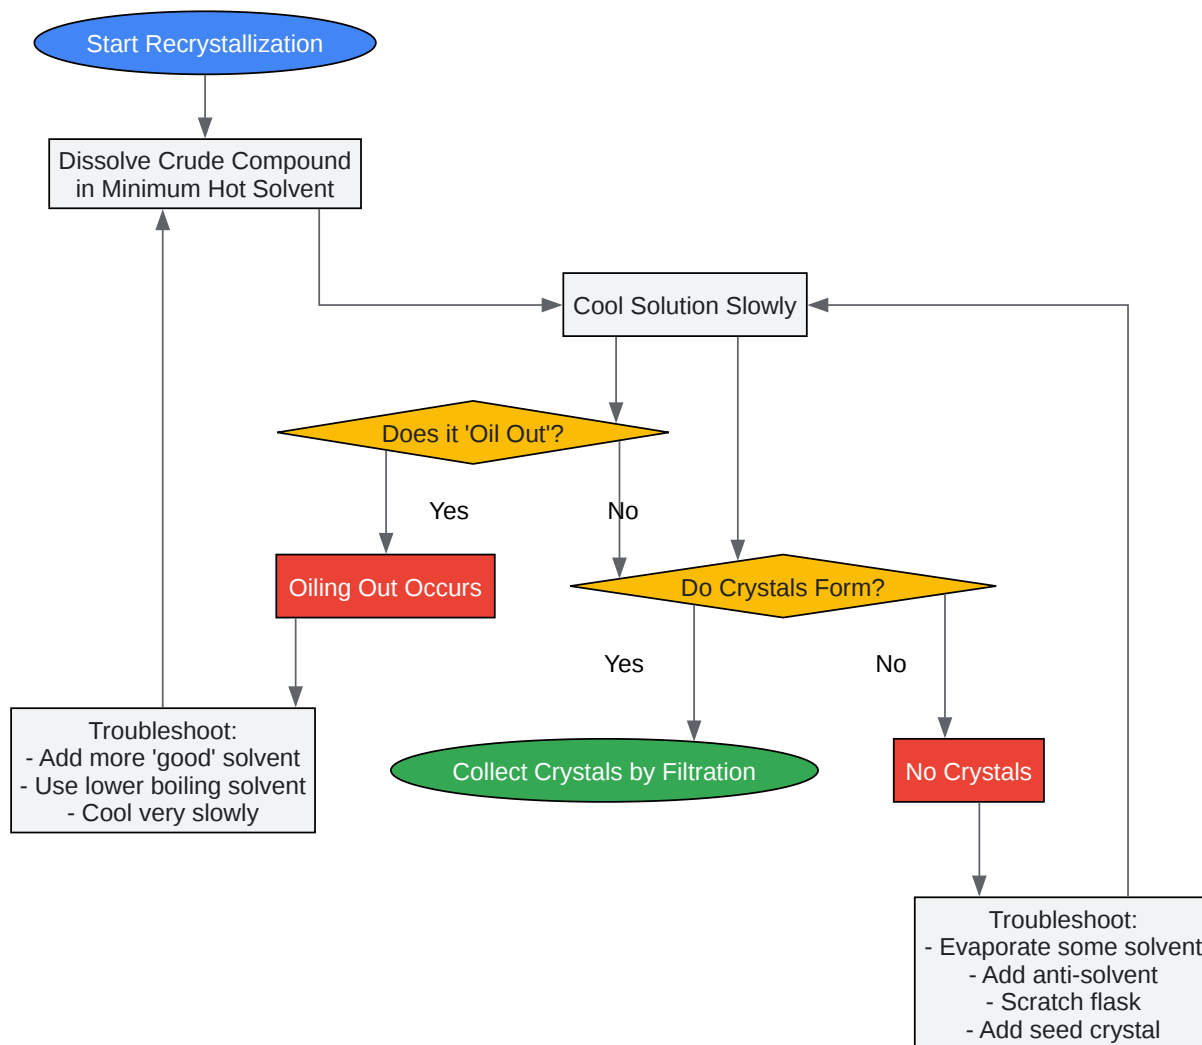 Start Recrystallization
Dissolve Crude Compound
in Minimum Hot Solvent
Cool Solution Slowly
Does it 'Oil Out'?
Yes
No
Oiling Out Occurs
Do Crystals Form?
Yes
No
Troubleshoot:
- Add more 'good' solvent
- Use lower boiling solvent
- Cool very slowly
Collect Crystals by Filtration
No Crystals
Troubleshoot:
- Evaporate some solvent
- Add anti-solvent
- Scratch flask
- Add seed crystal